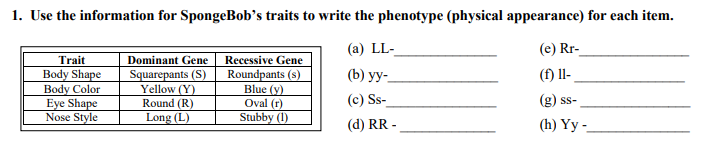 1. Use the information for SpongeBob's traits to write the phenotype (physical appearance) for each item.
Trait Dominant Gene Recessive Gene
Body Shape Squarepants (S) Roundpants (s)
Body Color Yellow (Y) Blue (y)
Eye Shape Round (R) Oval (r)
Nose Style Long (L) Stubby (l)
(a) LL-
(b) yy-
(c) Ss-
(d) RR -
(e) Rr-
(f) ll-
(g) ss-
(h) Yy -